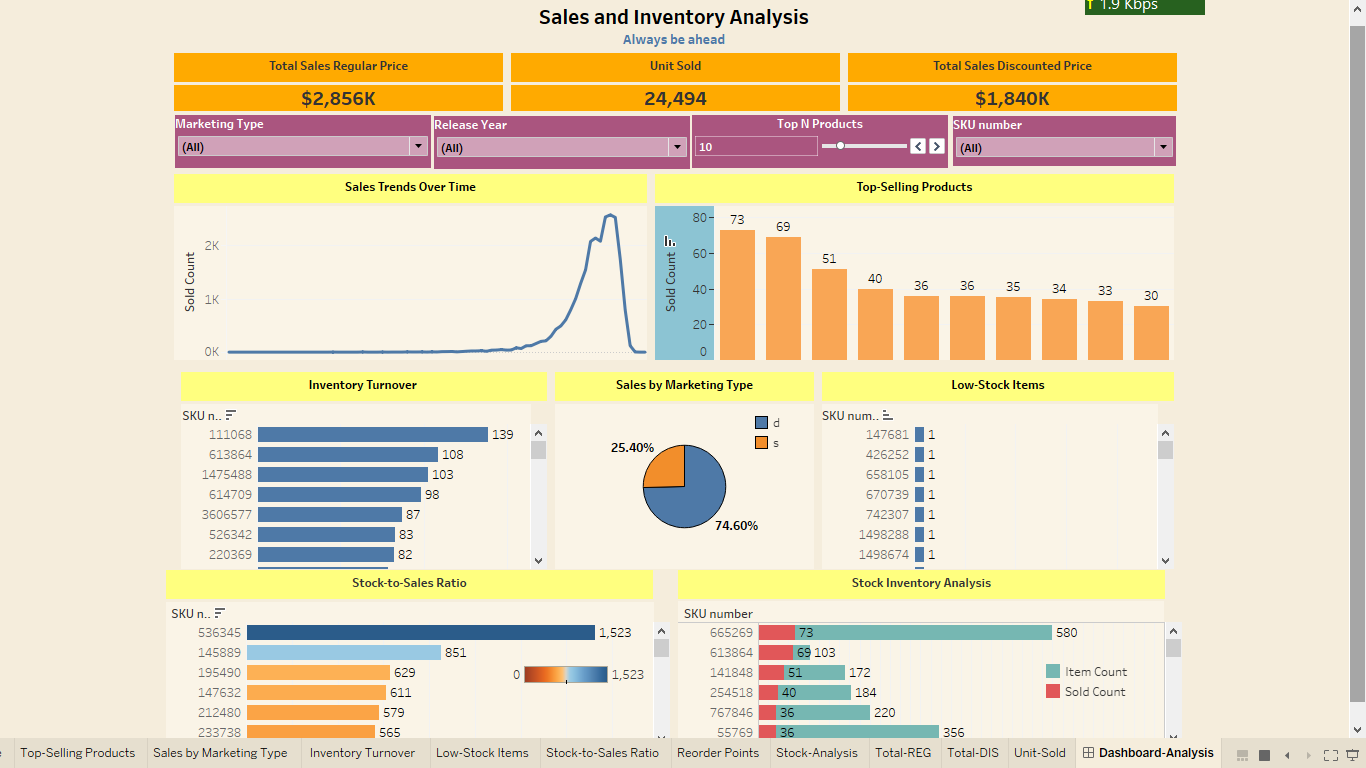 ↑ 1.9 Kbps
Sales and Inventory Analysis
Always be ahead
Total Sales Regular Price
Unit Sold
Total Sales Discounted Price
$2,856K
24,494
$1,840K
Marketing Type
Release Year
Top N Products
SKU number
(All)
(All)
10
(All)
Sales Trends Over Time
Sold Count
2K
1K
0K
Top-Selling Products
Sold Count
80
60
40
20
0
73
69
51
40
36
36
35
34
33
30
Inventory Turnover
SKU n..
111068 139
613864 108
1475488 103
614709 98
3606577 87
526342 83
220369 82
Sales by Marketing Type
d
s
25.40%
74.60%
Low-Stock Items
SKU num..
147681 1
426252 1
658105 1
670739 1
742307 1
1498288 1
1498674 1
Stock-to-Sales Ratio
SKU n..
536345 1,523
145889 851
195490 629
147632 611
212480 579
233738 565
0 1,523
Stock Inventory Analysis
SKU number
665269 73 580
613864 69 103
141848 51 172
254518 40 184
767846 36 220
55769 36 356
Item Count
Sold Count
Top-Selling Products
Sales by Marketing Type
Inventory Turnover
Low-Stock Items
Stock-to-Sales Ratio
Reorder Points
Stock-Analysis
Total-REG
Total-DIS
Unit-Sold
Dashboard-Analysis